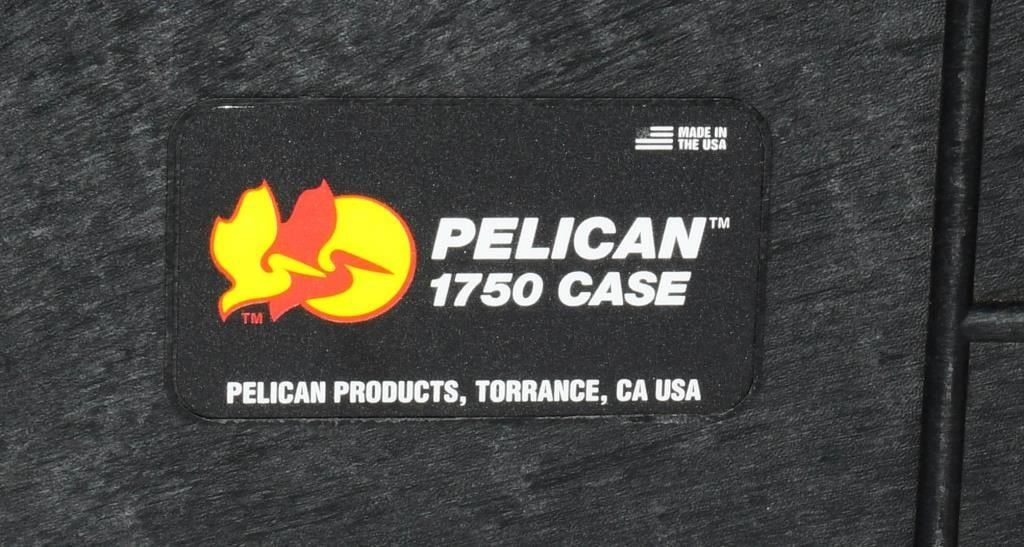 MADE IN
THE USA
PELICAN™
1750 CASE
TM
PELICAN PRODUCTS, TORRANCE, CA USA